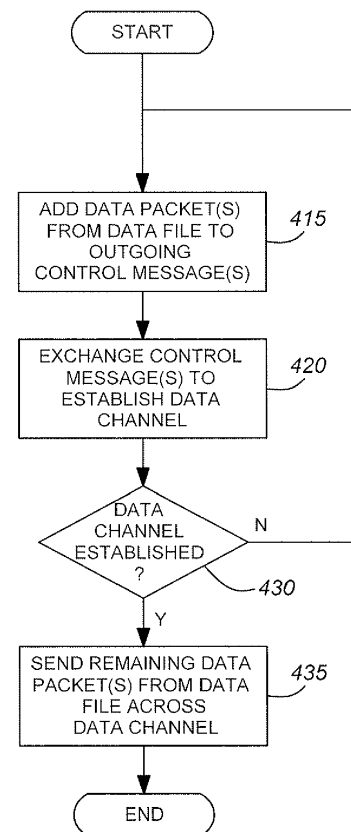 START
ADD DATA PACKET(S)
FROM DATA FILE TO
OUTGOING
CONTROL MESSAGE(S)
415
EXCHANGE CONTROL
MESSAGE(S) TO
ESTABLISH DATA
CHANNEL
420
DATA
CHANNEL
ESTABLISHED
?
N
430
Y
SEND REMAINING DATA
PACKET(S) FROM DATA
FILE ACROSS
DATA CHANNEL
435
END